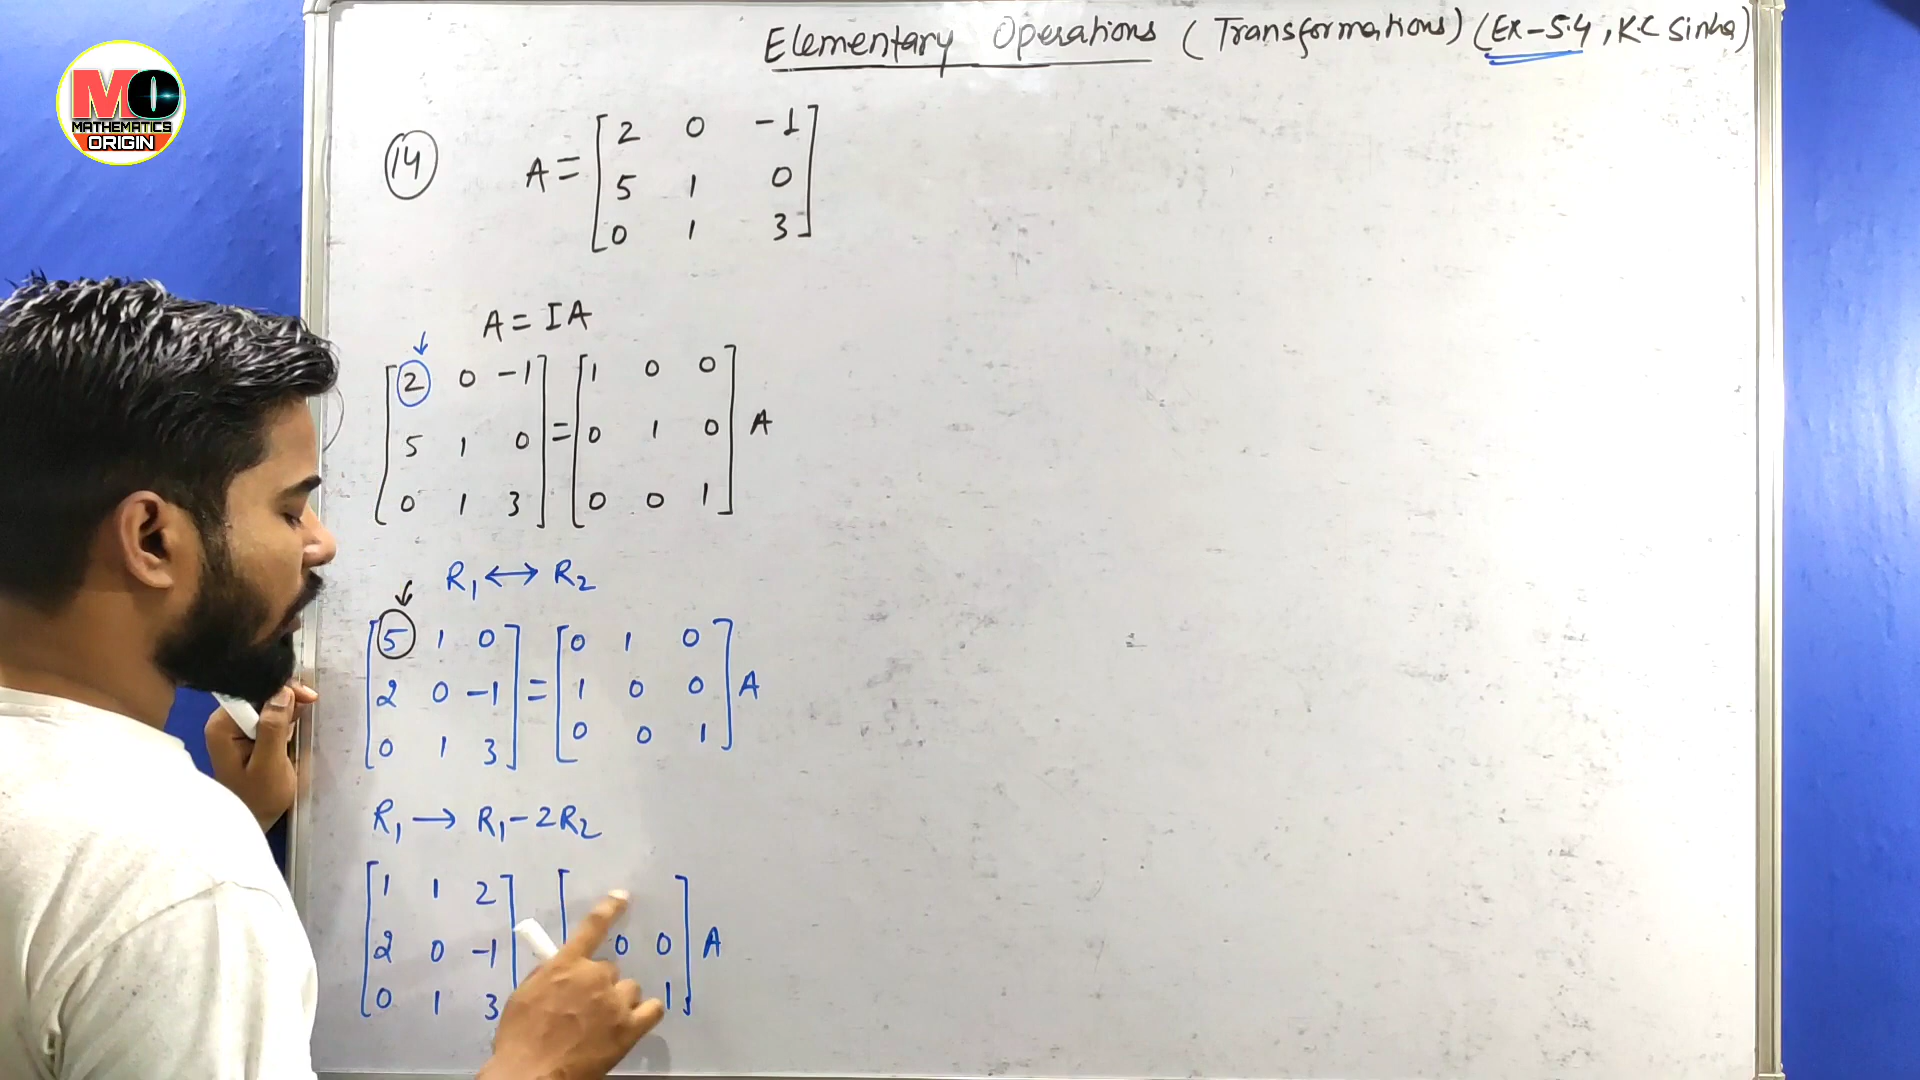 MO
MATHEMATICS
ORIGIN
Elementary Operations (Transformations) (Ex-5.4, K.C Sinha)
14
A = [2 0 -1
5 1 0
0 1 3]
A = IA
[2 0 -1 = [1 0 0
5 1 0 0 1 0 A
0 1 3] 0 0 1]
R1 ↔ R2
[5 1 0 = [0 1 0
2 0 -1 1 0 0 A
0 1 3] 0 0 1]
R1 → R1 - 2R2
[1 1 2
2 0 -1 0 0 A
0 1 3 1]